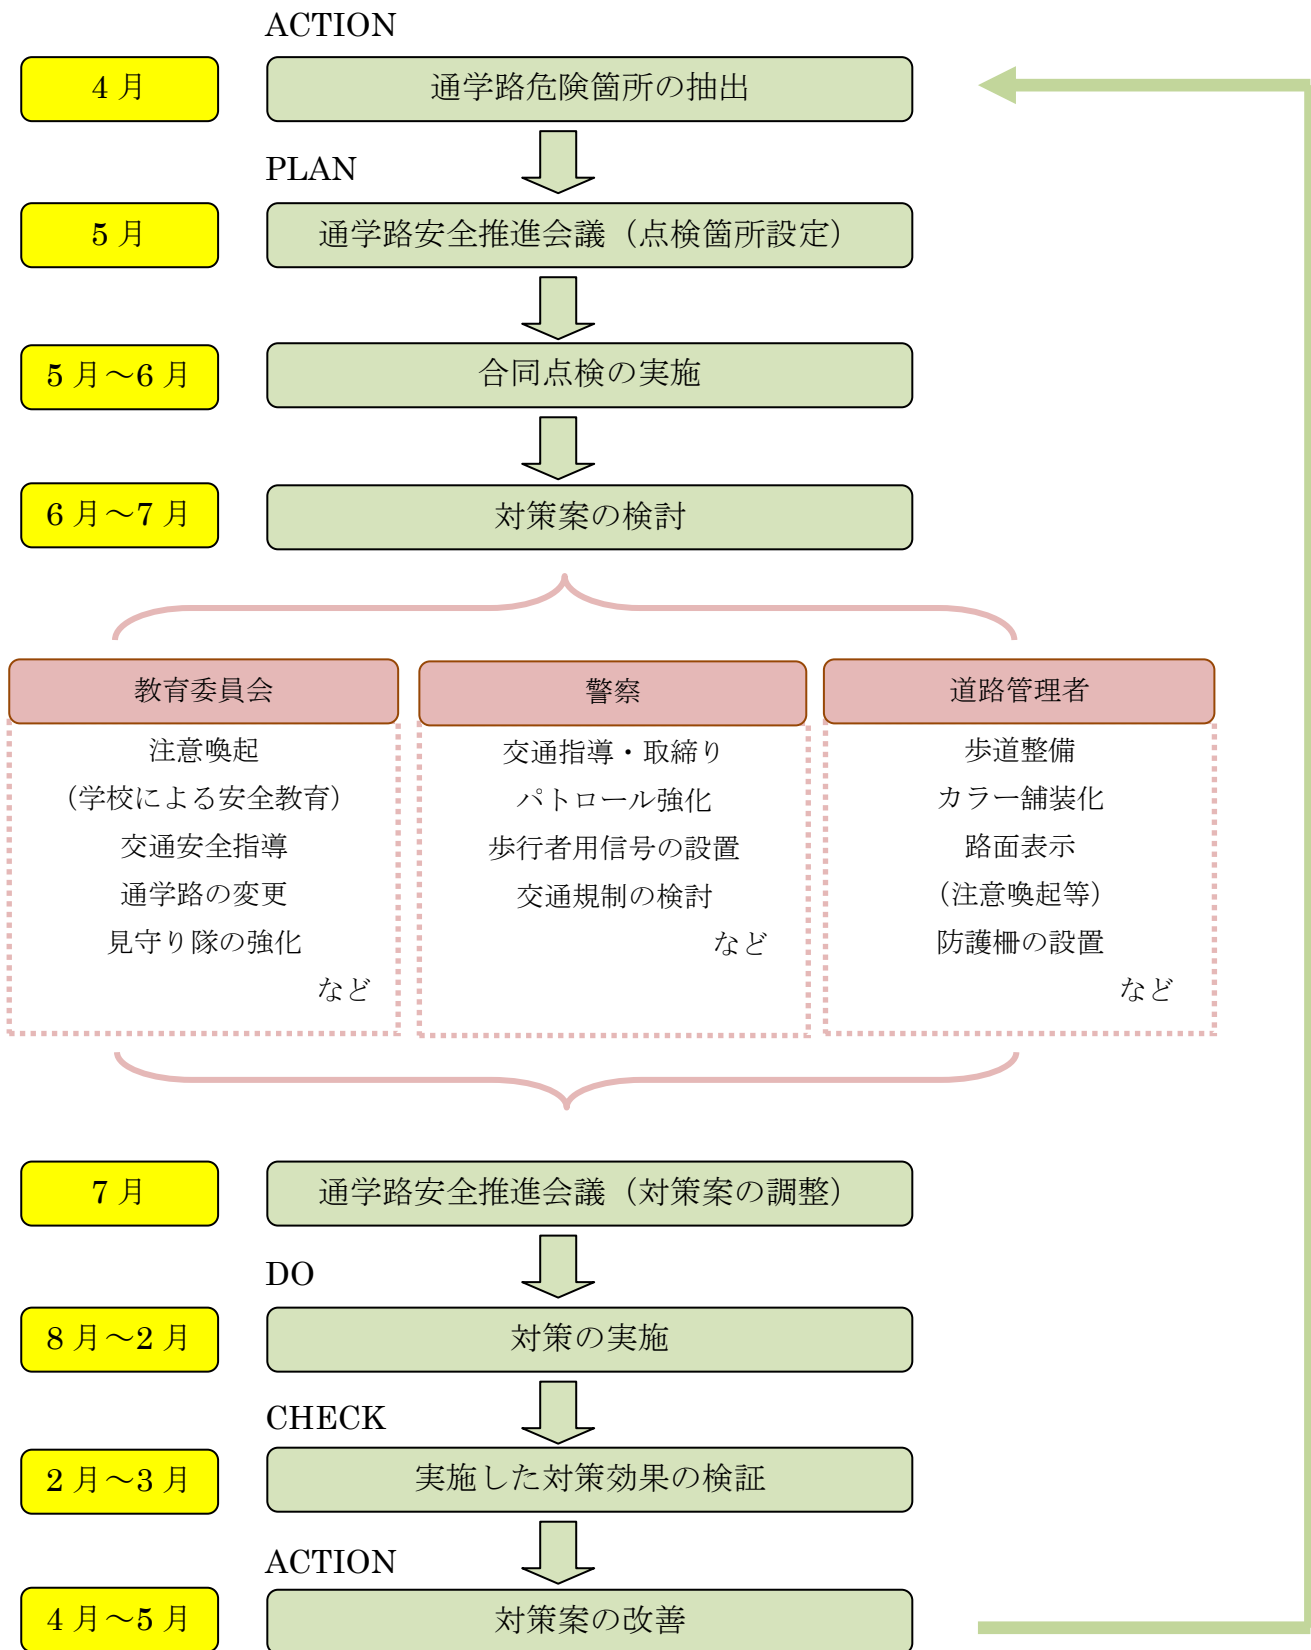 ACTION
4月
通学路危険箇所の抽出
PLAN
5月
通学路安全推進会議（点検箇所設定）
5月～6月
合同点検の実施
6月～7月
対策案の検討
教育委員会
注意喚起
（学校による安全教育）
交通安全指導
通学路の変更
見守り隊の強化
など
警察
交通指導・取締り
パトロール強化
歩行者用信号の設置
交通規制の検討
など
道路管理者
歩道整備
カラー舗装化
路面表示
（注意喚起等）
防護柵の設置
など
7月
通学路安全推進会議（対策案の調整）
DO
8月～2月
対策の実施
CHECK
2月～3月
実施した対策効果の検証
ACTION
4月～5月
対策案の改善